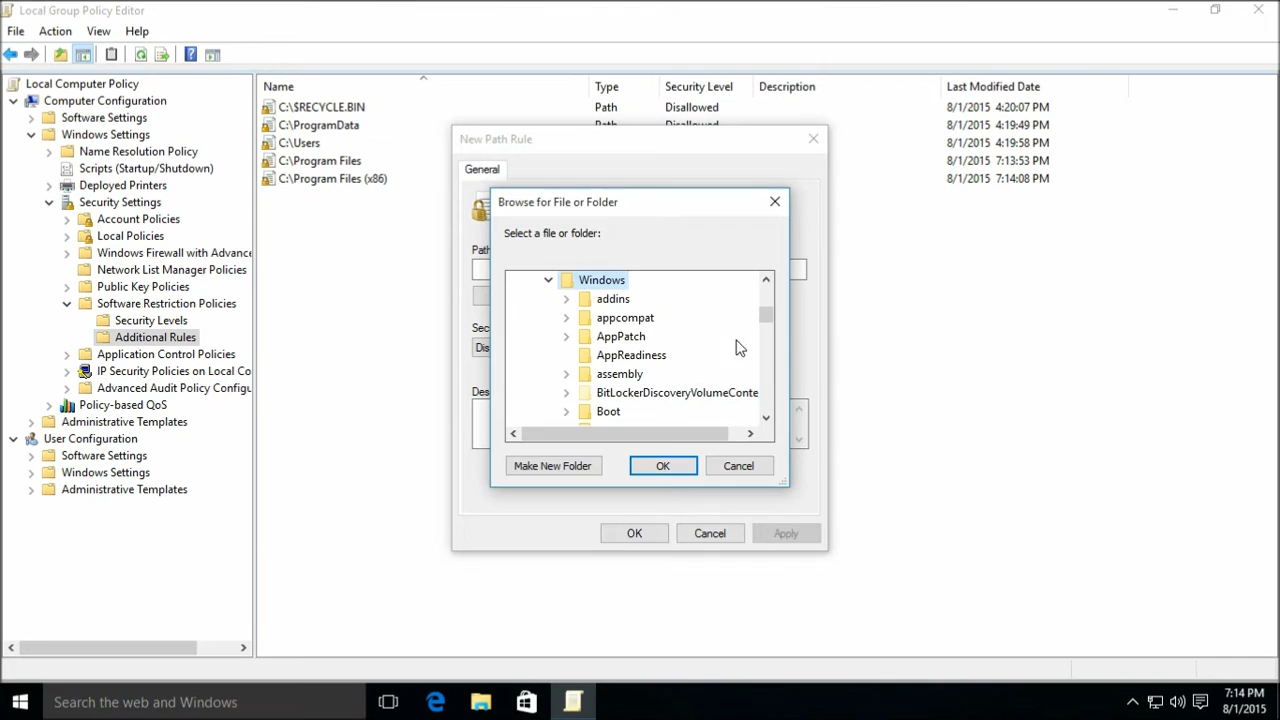 Local Group Policy Editor
File Action View Help
Local Computer Policy
Computer Configuration
Software Settings
Windows Settings
Name Resolution Policy
Scripts (Startup/Shutdown)
Deployed Printers
Security Settings
Account Policies
Local Policies
Windows Firewall with Advance
Network List Manager Policies
Public Key Policies
Software Restriction Policies
Security Levels
Additional Rules
Application Control Policies
IP Security Policies on Local Co
Advanced Audit Policy Configu
Policy-based QoS
Administrative Templates
User Configuration
Software Settings
Windows Settings
Administrative Templates
Name Type Security Level Description Last Modified Date
C:\$RECYCLE.BIN Path Disallowed 8/1/2015 4:20:07 PM
C:\ProgramData Path Disallowed 8/1/2015 4:19:49 PM
C:\Users 8/1/2015 4:19:58 PM
C:\Program Files 8/1/2015 7:13:53 PM
C:\Program Files (x86) 8/1/2015 7:14:08 PM
New Path Rule
General
Path
Sec
Dis
Des
OK Cancel Apply
Browse for File or Folder
Select a file or folder:
Windows
addins
appcompat
AppPatch
AppReadiness
assembly
BitLockerDiscoveryVolumeConte
Boot
Make New Folder OK Cancel
Search the web and Windows
7:14 PM
8/1/2015